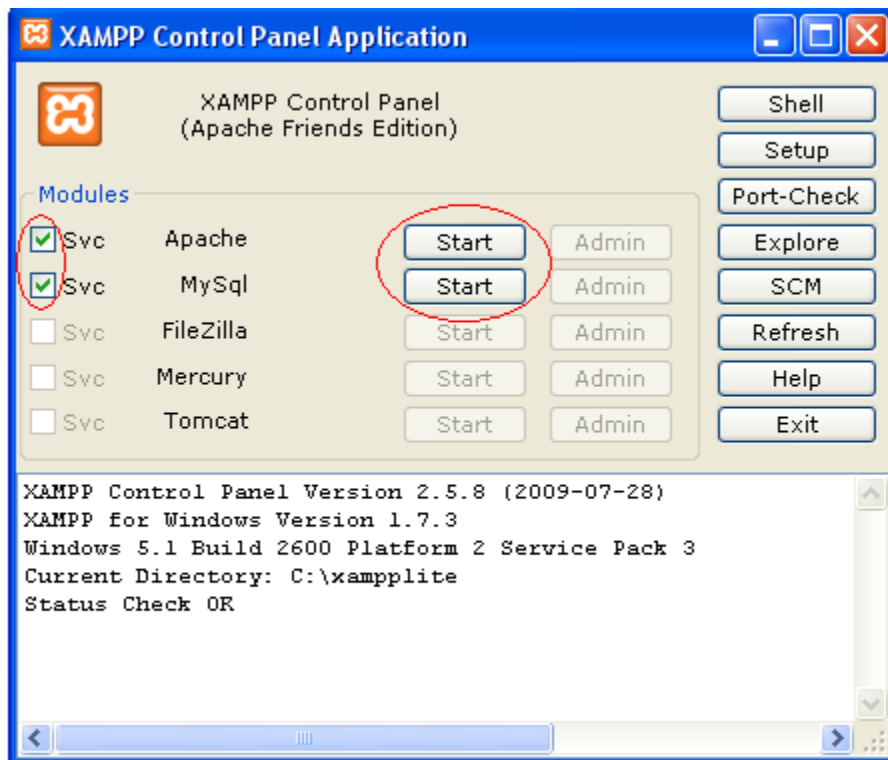 XAMPP Control Panel Application
XAMPP Control Panel
(Apache Friends Edition)
Shell
Setup
Port-Check
Explore
SCM
Refresh
Help
Exit
Modules
Svc Apache Start Admin
Svc MySql Start Admin
Svc FileZilla Start Admin
Svc Mercury Start Admin
Svc Tomcat Start Admin
XAMPP Control Panel Version 2.5.8 (2009-07-28)
XAMPP for Windows Version 1.7.3
Windows 5.1 Build 2600 Platform 2 Service Pack 3
Current Directory: C:\xampplite
Status Check OK